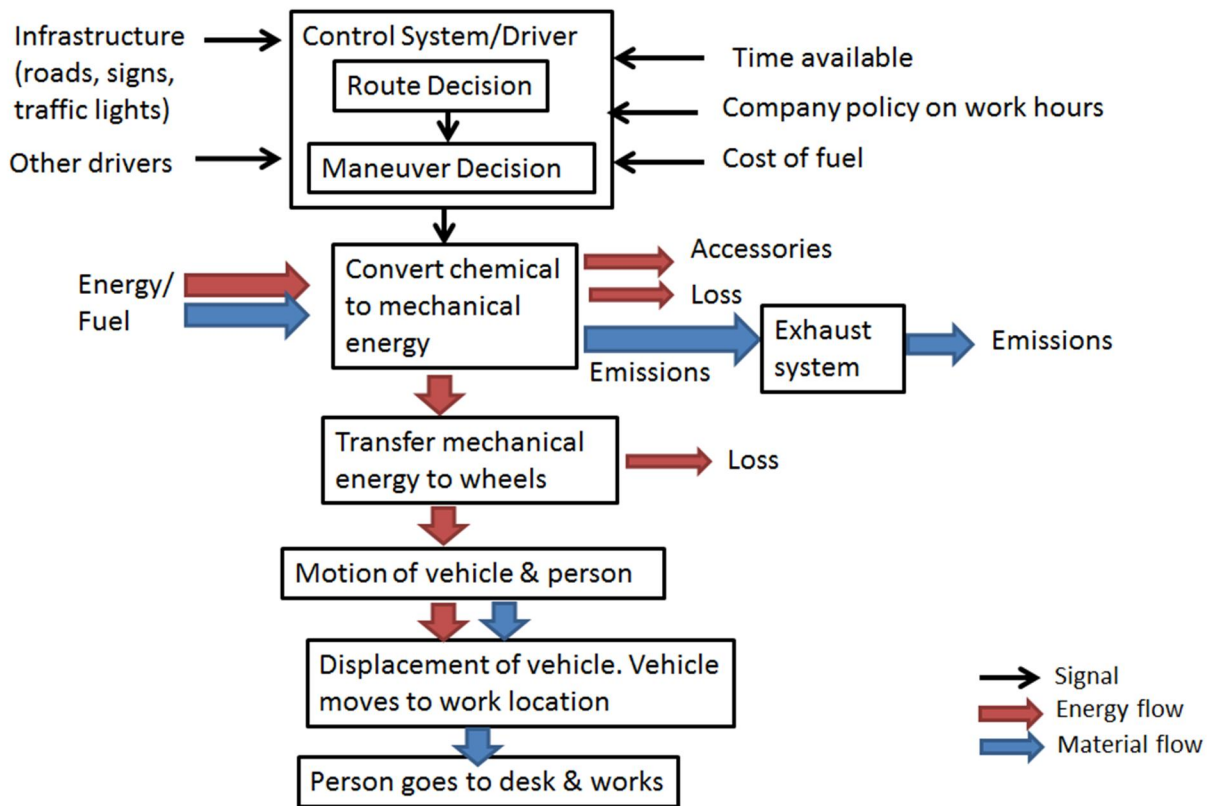 Infrastructure
(roads, signs,
traffic lights)
Other drivers
Control System/Driver
Route Decision
Maneuver Decision
Time available
Company policy on work hours
Cost of fuel
Energy/
Fuel
Convert chemical
to mechanical
energy
Accessories
Loss
Emissions
Exhaust
system
Emissions
Transfer mechanical
energy to wheels
Loss
Motion of vehicle & person
Displacement of vehicle. Vehicle
moves to work location
Person goes to desk & works
Signal
Energy flow
Material flow